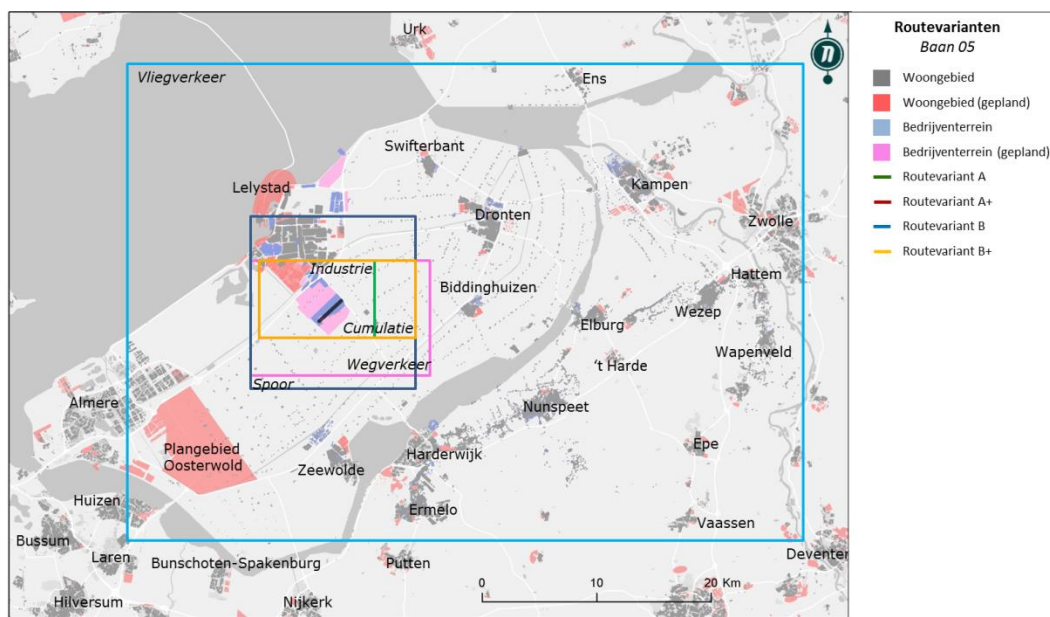 Urk
Vliegverkeer
Ens
Swifterbant
Lelystad
Kampen
Dronten
Zwolle
Industrie
Hattem
Biddinghuizen
Wezep
Elburg
Cumulatie
Wapenveld
't Harde
Wegverkeer
Spoor
Almere
Nunspeet
Plangebied
Oosterwold
Epe
Harderwijk
Zeewolde
Huizen
Ermelo
Vaassen
Bussum
Laren
Bunschoten-Spakenburg
Putten
Deventer
Hilversum
Nijkerk
0 10 20 Km
Routevarianten
Baan 05
Woongebied
Woongebied (gepland)
Bedrijventerrein
Bedrijventerrein (gepland)
Routevariant A
Routevariant A+
Routevariant B
Routevariant B+